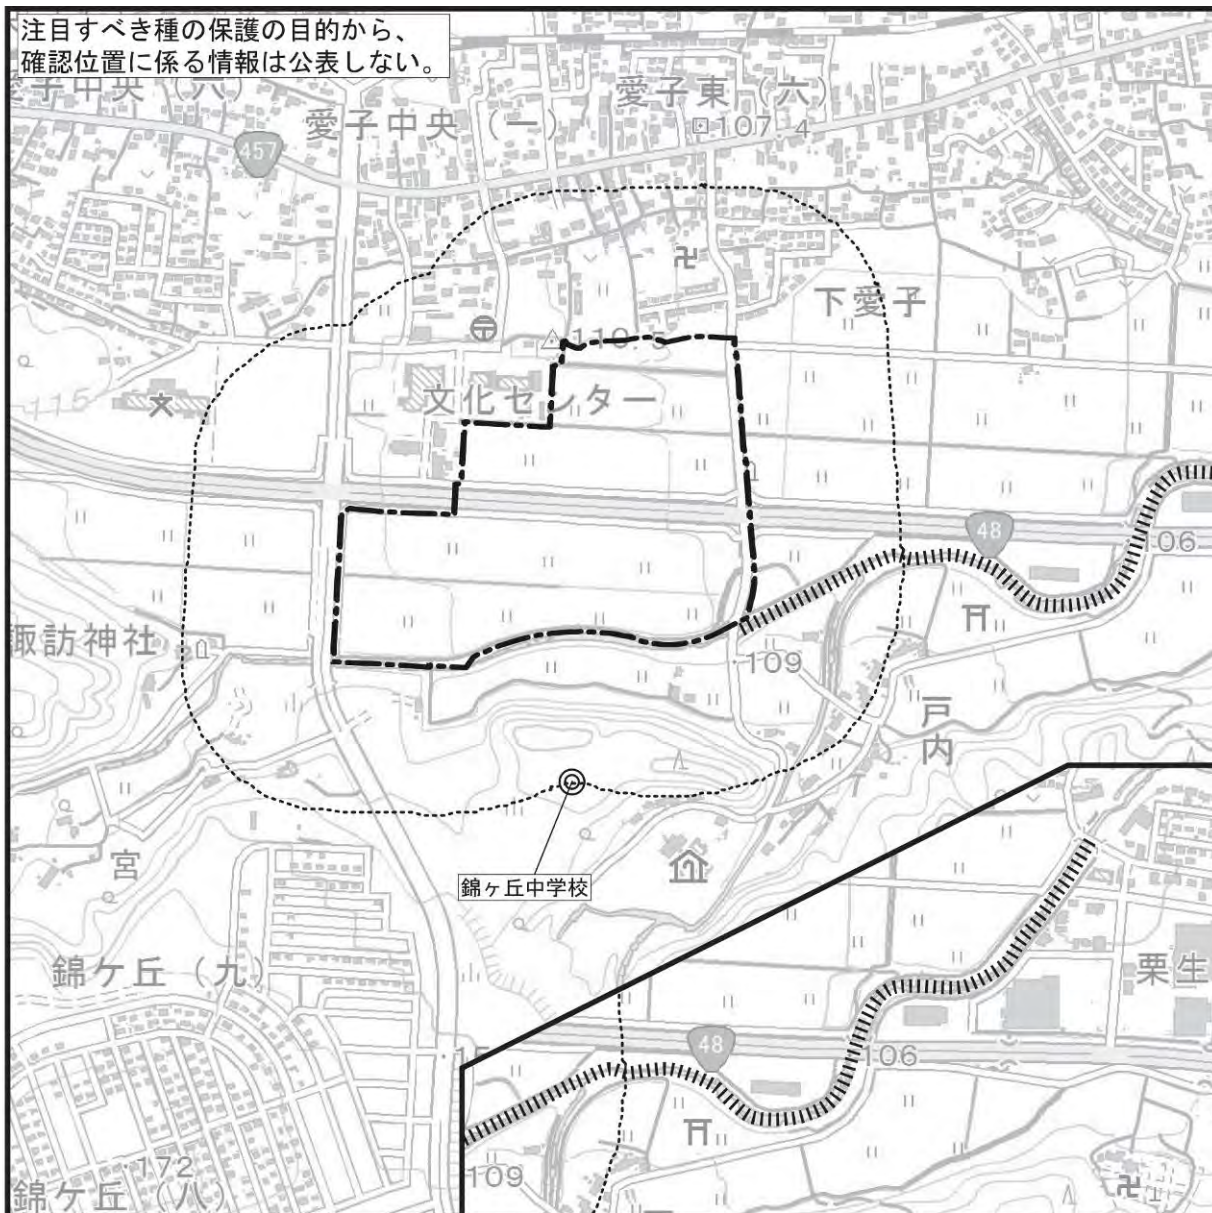 注目すべき種の保護の目的から、
確認位置に係る情報は公表しない。
愛子中央（六）
愛子中央（一）
愛子東（六）
107.4
457
下愛子
119.5
文化センター
115
48
106
諏訪神社
109
戸内
錦ヶ丘中学校
宮
錦ケ丘（九）
栗生
48
106
172
109
錦ケ丘（八）